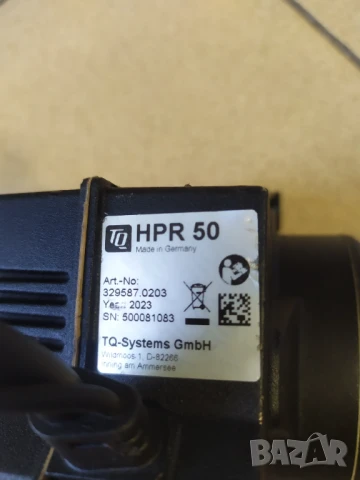 TQ HPR 50
Made in Germany
Art.-No:
329587.0203
Year: 2023
SN: 500081083
TQ-Systems GmbH
Wildmoos 1, D-82266
Inning am Ammersee
BAZAR